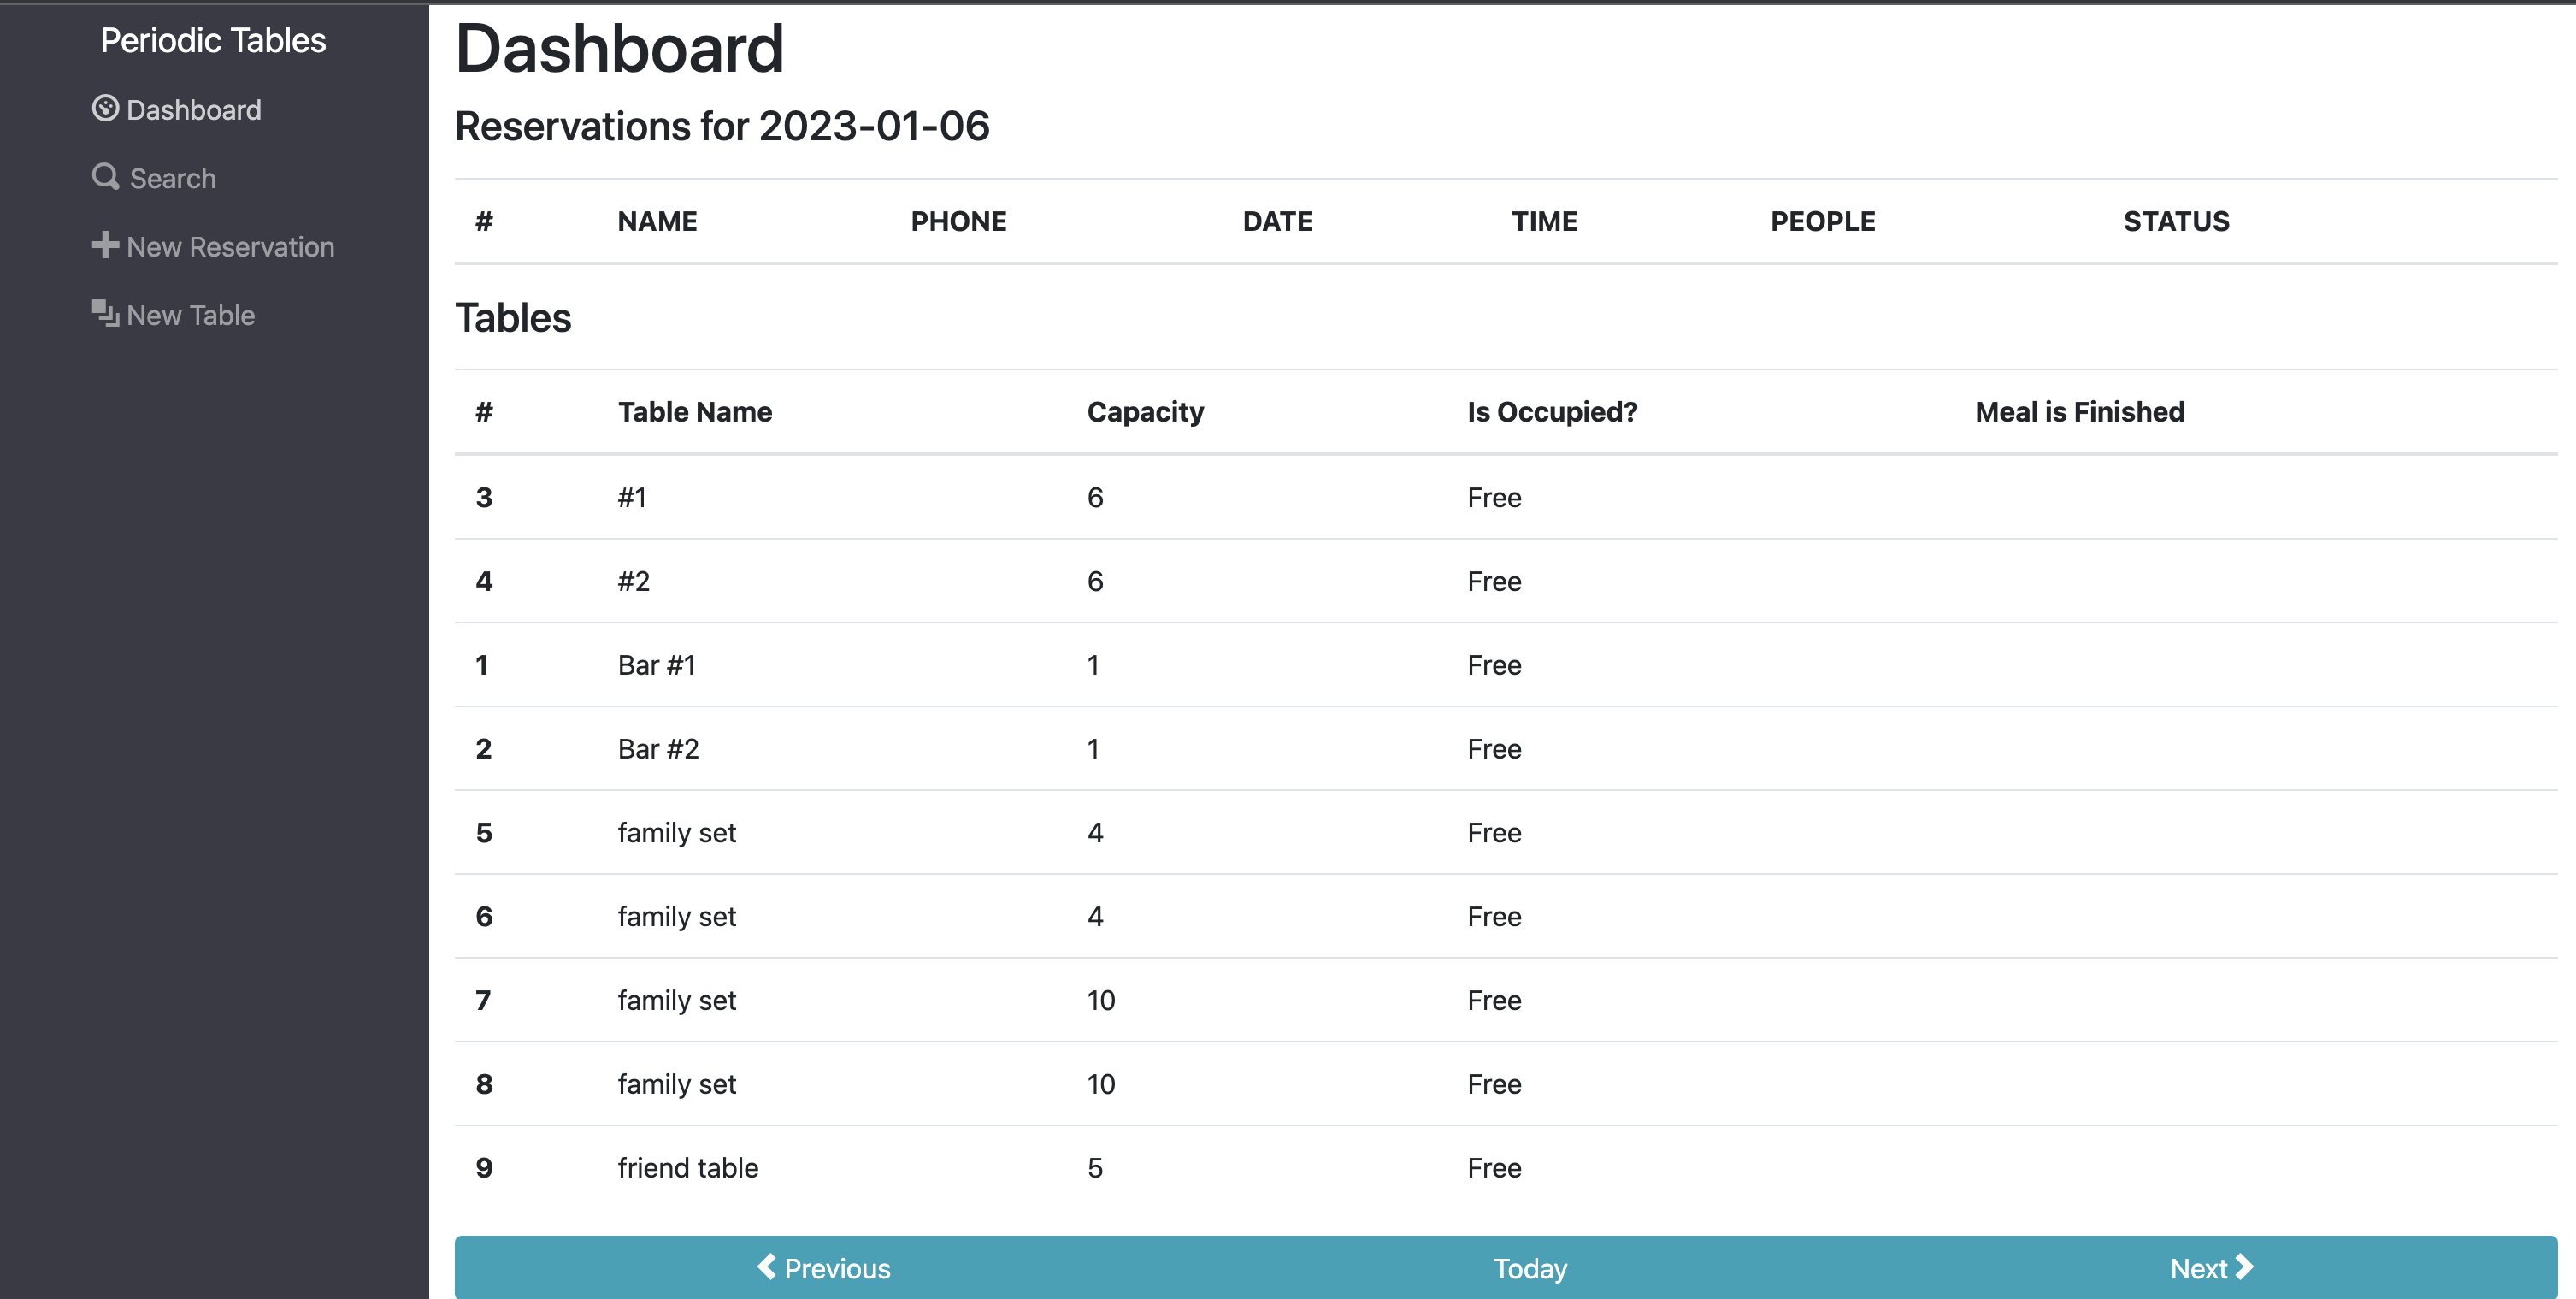 Periodic Tables
Dashboard
Search
New Reservation
New Table
Dashboard
Reservations for 2023-01-06
# NAME PHONE DATE TIME PEOPLE STATUS
Tables
# Table Name Capacity Is Occupied? Meal is Finished
3 #1 6 Free
4 #2 6 Free
1 Bar #1 1 Free
2 Bar #2 1 Free
5 family set 4 Free
6 family set 4 Free
7 family set 10 Free
8 family set 10 Free
9 friend table 5 Free
Previous Today Next